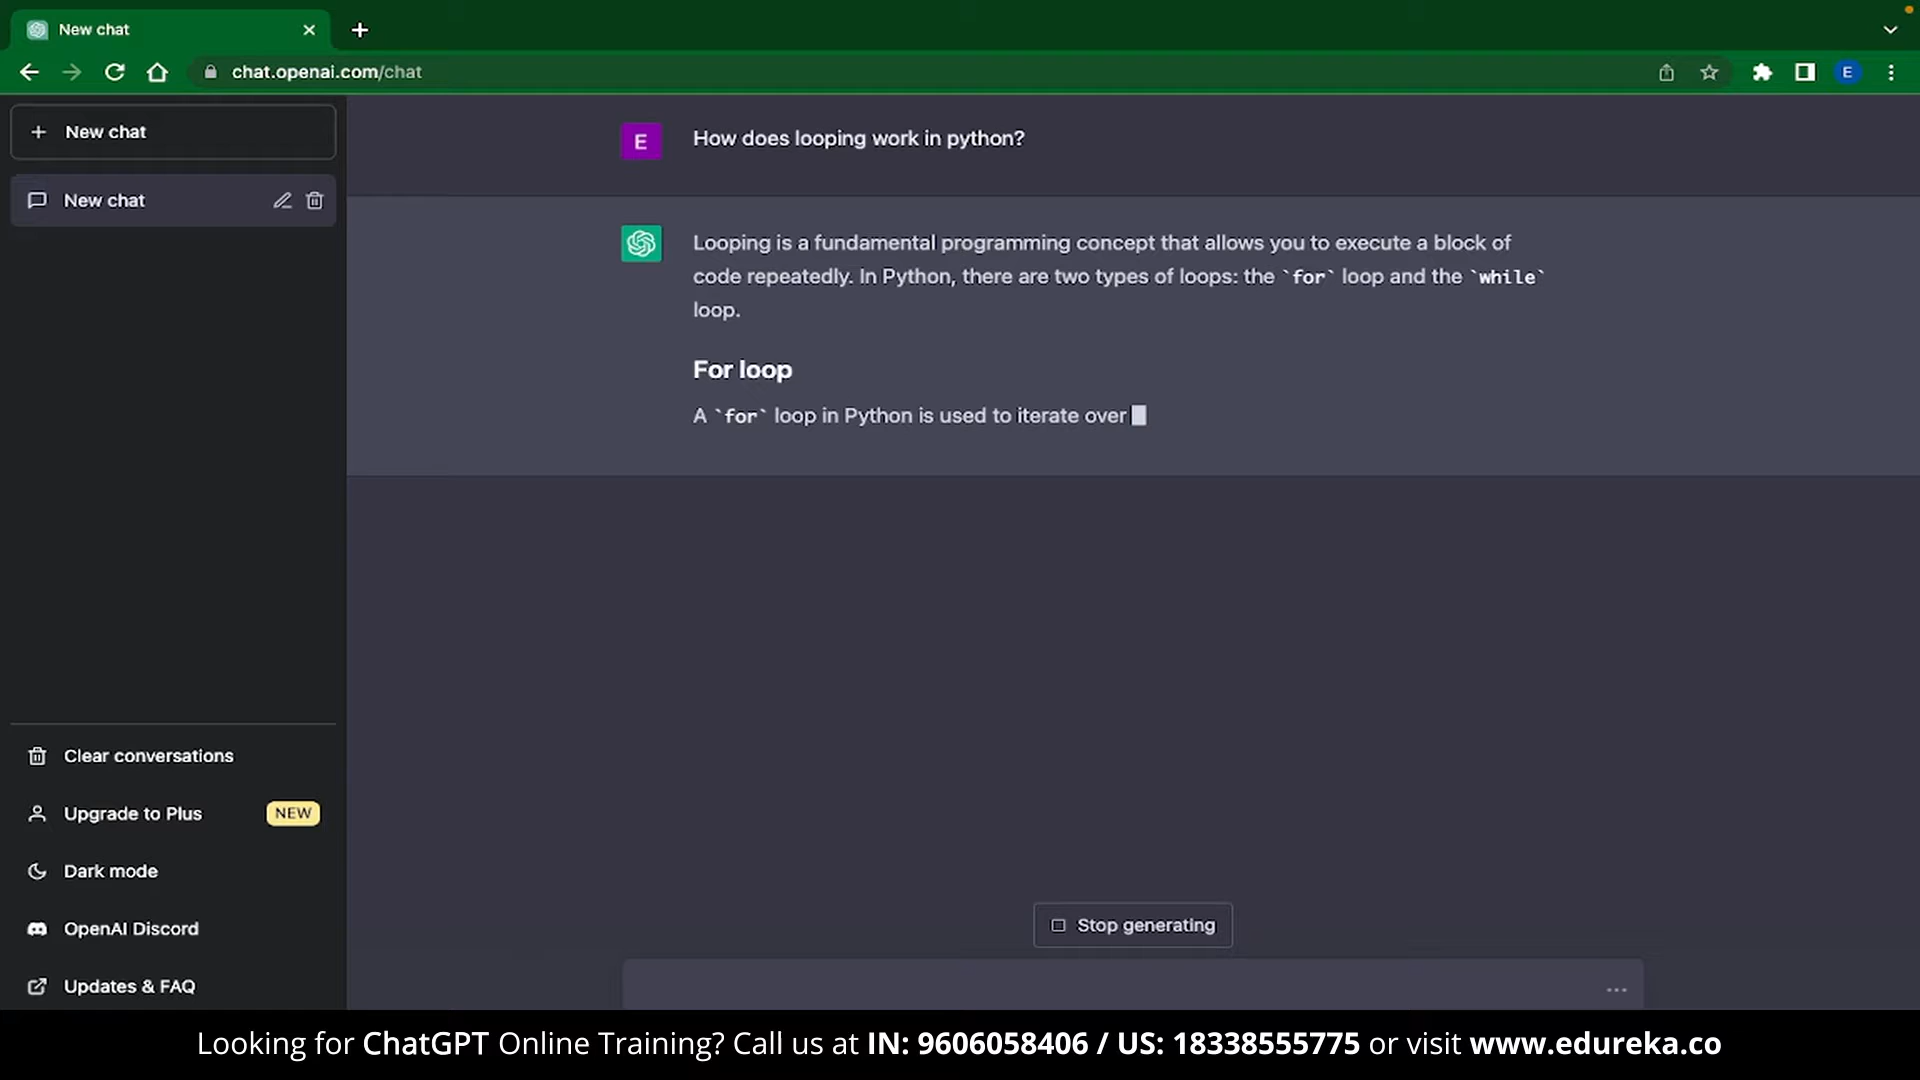 New chat
chat.openai.com/chat
E
New chat
New chat
Clear conversations
Upgrade to Plus NEW
Dark mode
OpenAI Discord
Updates & FAQ
E How does looping work in python?
Looping is a fundamental programming concept that allows you to execute a block of
code repeatedly. In Python, there are two types of loops: the `for` loop and the `while`
loop.
For loop
A `for` loop in Python is used to iterate over
Stop generating
Looking for ChatGPT Online Training? Call us at IN: 9606058406 / US: 18338555775 or visit www.edureka.co